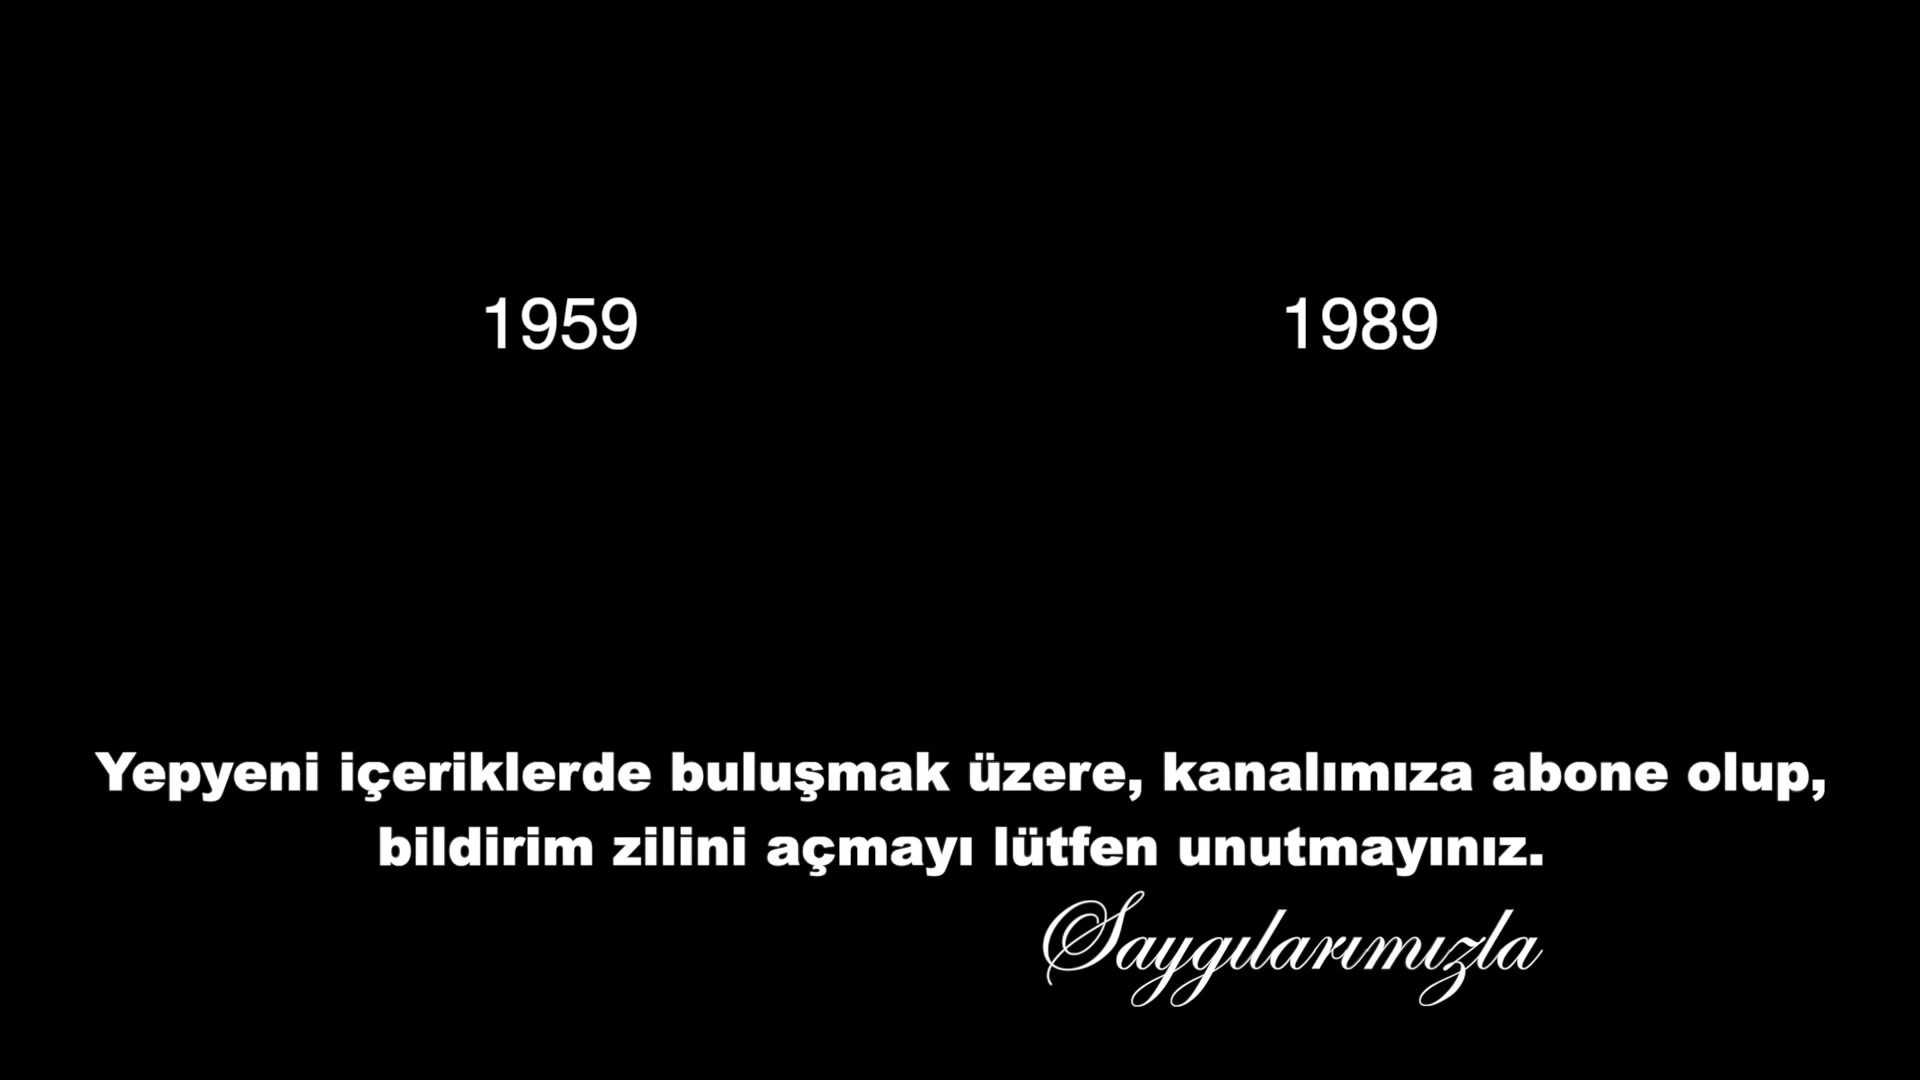 1959 1989
Yepyeni içeriklerde buluşmak üzere, kanalımıza abone olup,
bildirim zilini açmayı lütfen unutmayınız.
Saygılarımızla